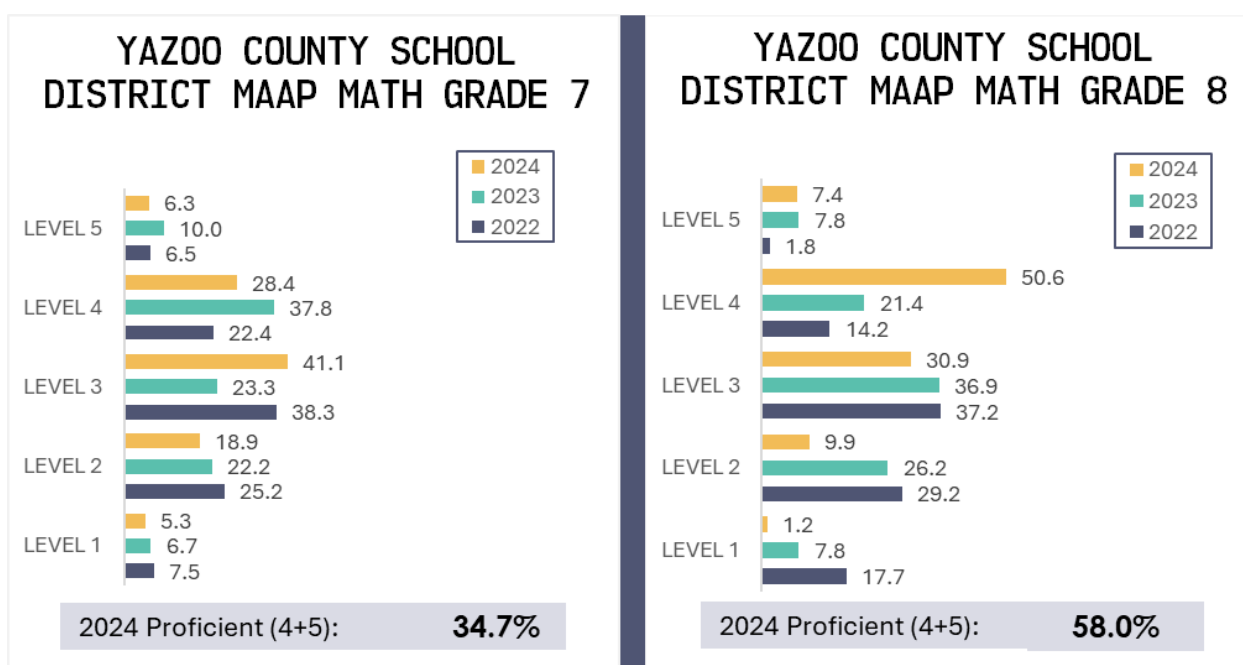 YAZOO COUNTY SCHOOL
DISTRICT MAAP MATH GRADE 7
2024
2023
2022
LEVEL 5
6.3
10.0
6.5
LEVEL 4
28.4
37.8
22.4
LEVEL 3
41.1
23.3
38.3
LEVEL 2
18.9
22.2
25.2
LEVEL 1
5.3
6.7
7.5
2024 Proficient (4+5): 34.7%
YAZOO COUNTY SCHOOL
DISTRICT MAAP MATH GRADE 8
2024
2023
2022
LEVEL 5
7.4
7.8
1.8
LEVEL 4
50.6
21.4
14.2
LEVEL 3
30.9
36.9
37.2
LEVEL 2
9.9
26.2
29.2
LEVEL 1
1.2
7.8
17.7
2024 Proficient (4+5): 58.0%